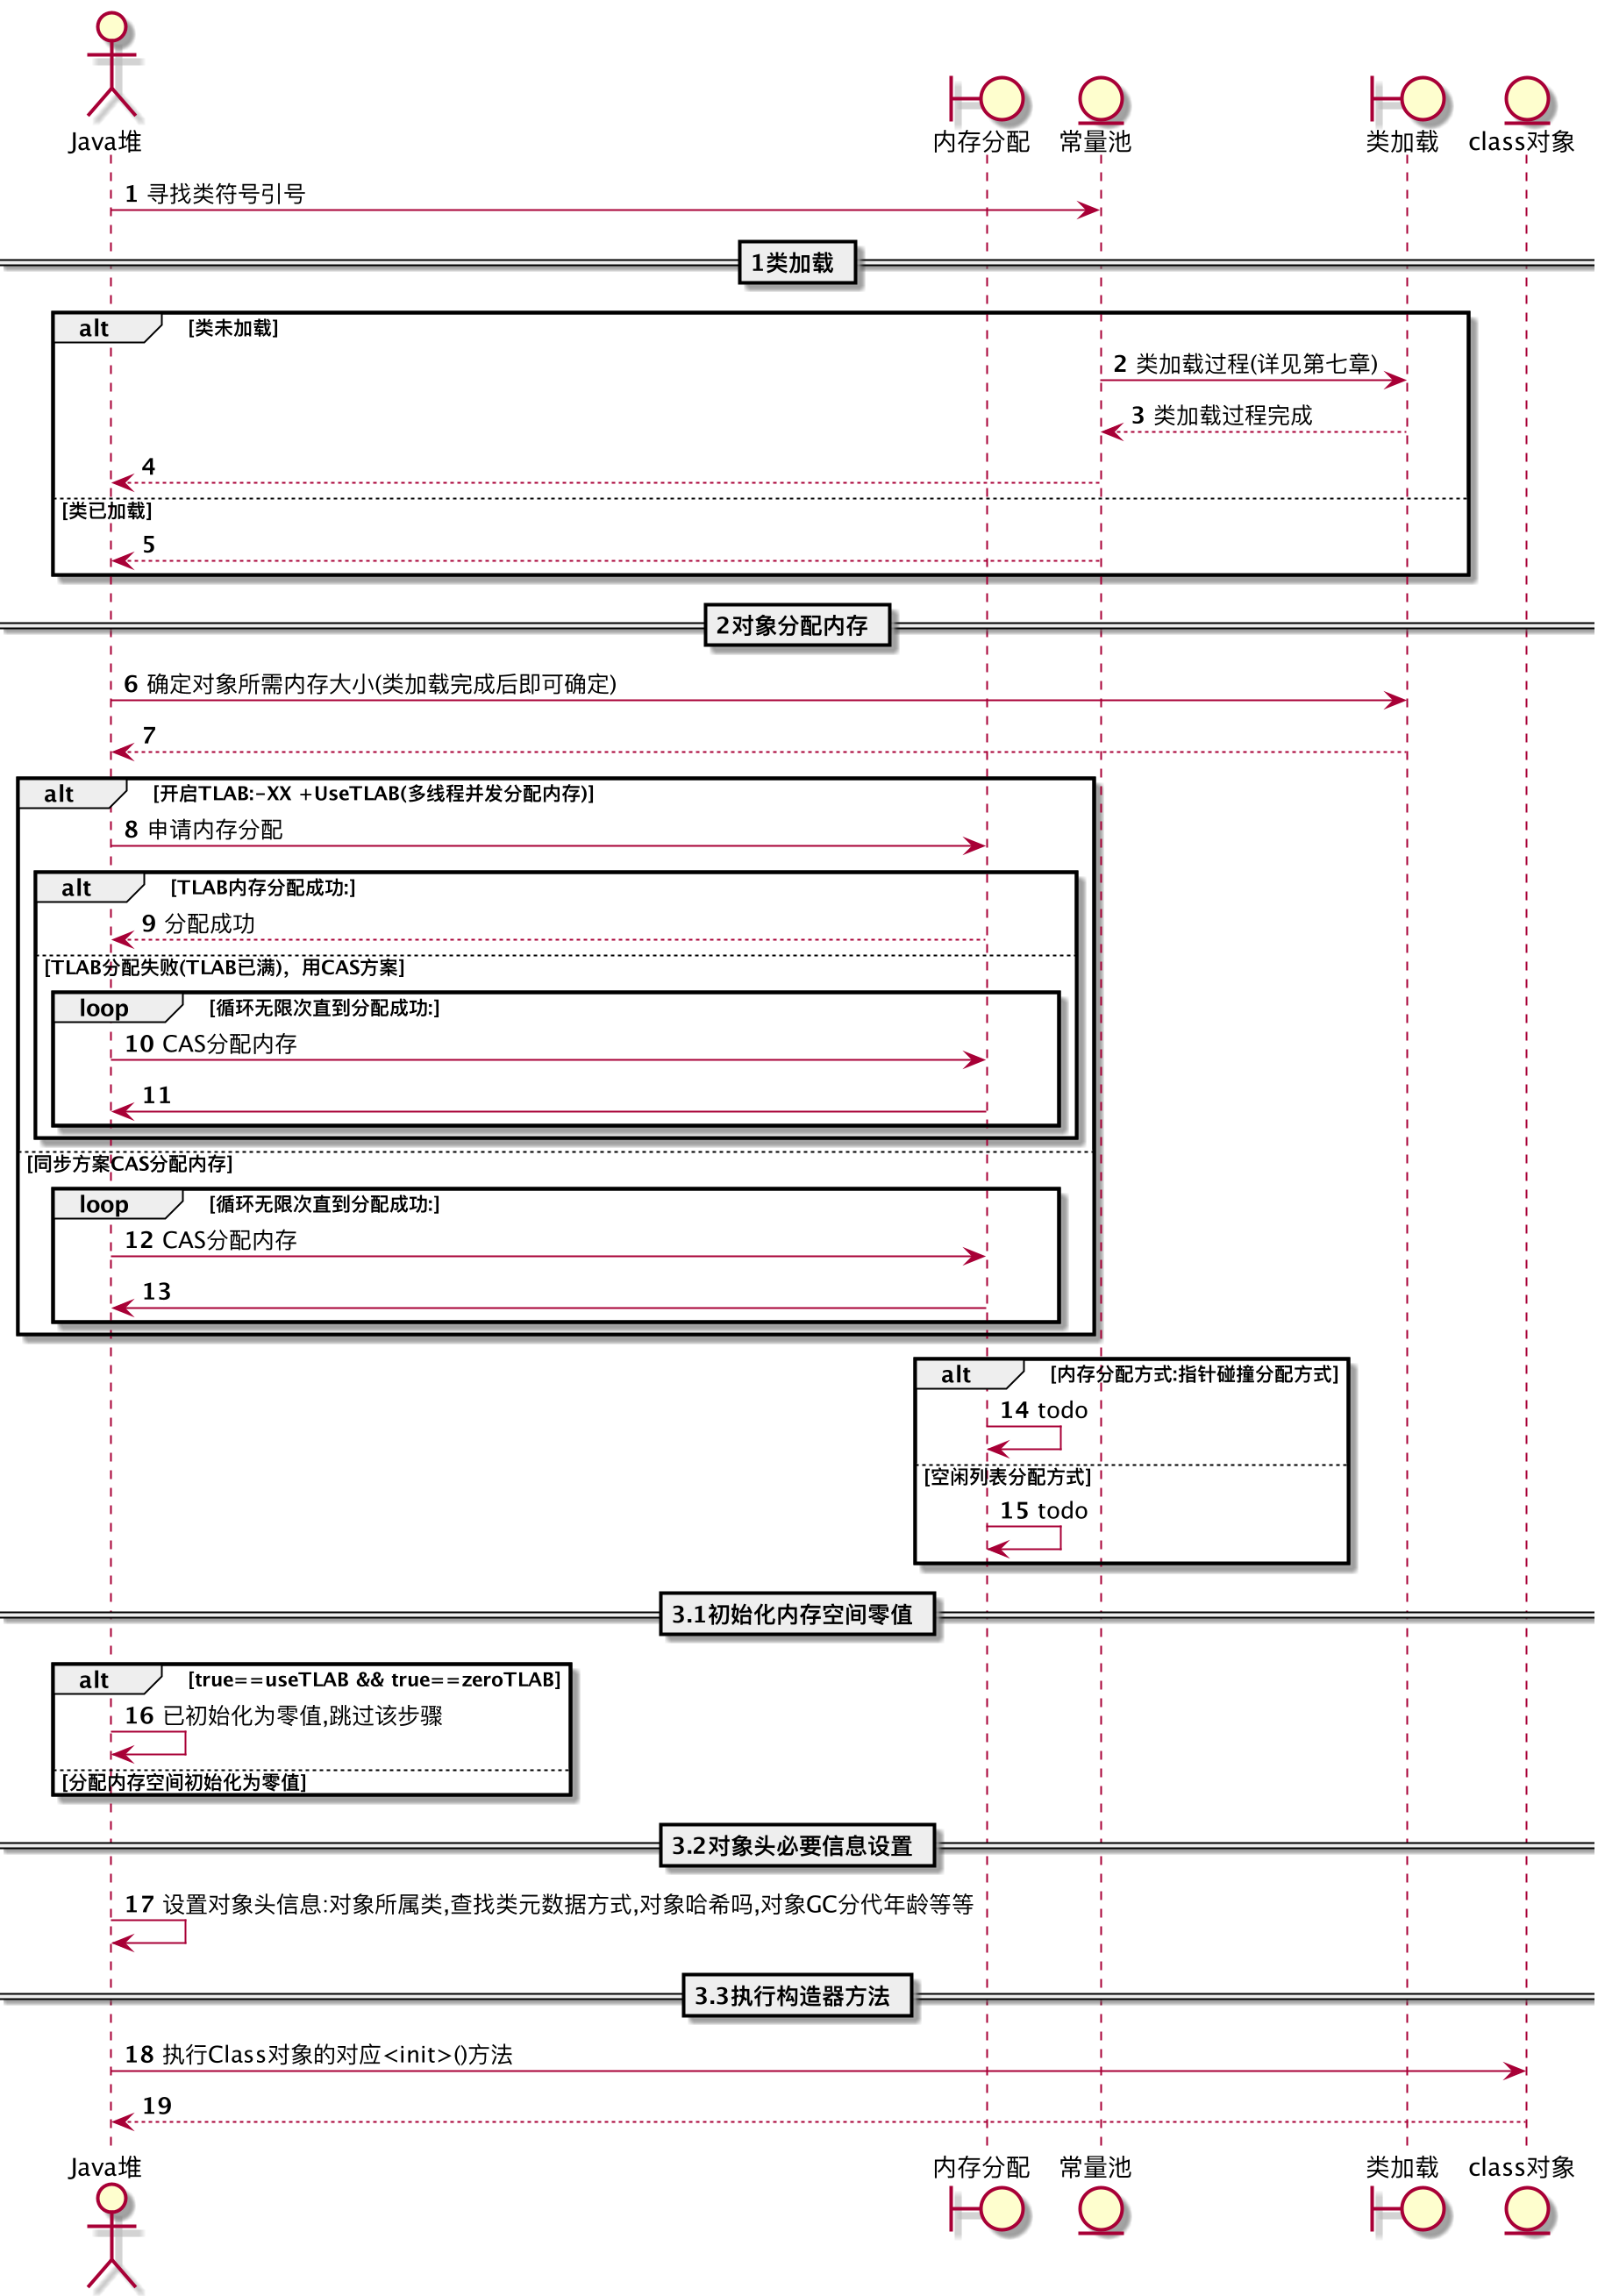 Java堆
内存分配
常量池
类加载
class对象
1 寻找类符号引号
1类加载
alt [类未加载]
2 类加载过程(详见第七章)
3 类加载过程完成
4
[类已加载]
5
2对象分配内存
6 确定对象所需内存大小(类加载完成后即可确定)
7
alt [开启TLAB:-XX +UseTLAB(多线程并发分配内存)]
8 申请内存分配
alt [TLAB内存分配成功:]
9 分配成功
[TLAB分配失败(TLAB已满)，用CAS方案]
loop [循环无限次直到分配成功:]
10 CAS分配内存
11
[同步方案CAS分配内存]
loop [循环无限次直到分配成功:]
12 CAS分配内存
13
alt [内存分配方式:指针碰撞分配方式]
14 todo
[空闲列表分配方式]
15 todo
3.1初始化内存空间零值
alt [true==useTLAB && true==zeroTLAB]
16 已初始化为零值,跳过该步骤
[分配内存空间初始化为零值]
3.2对象头必要信息设置
17 设置对象头信息:对象所属类,查找类元数据方式,对象哈希吗,对象GC分代年龄等等
3.3执行构造器方法
18 执行Class对象的对应<init>()方法
19
Java堆
内存分配
常量池
类加载
class对象